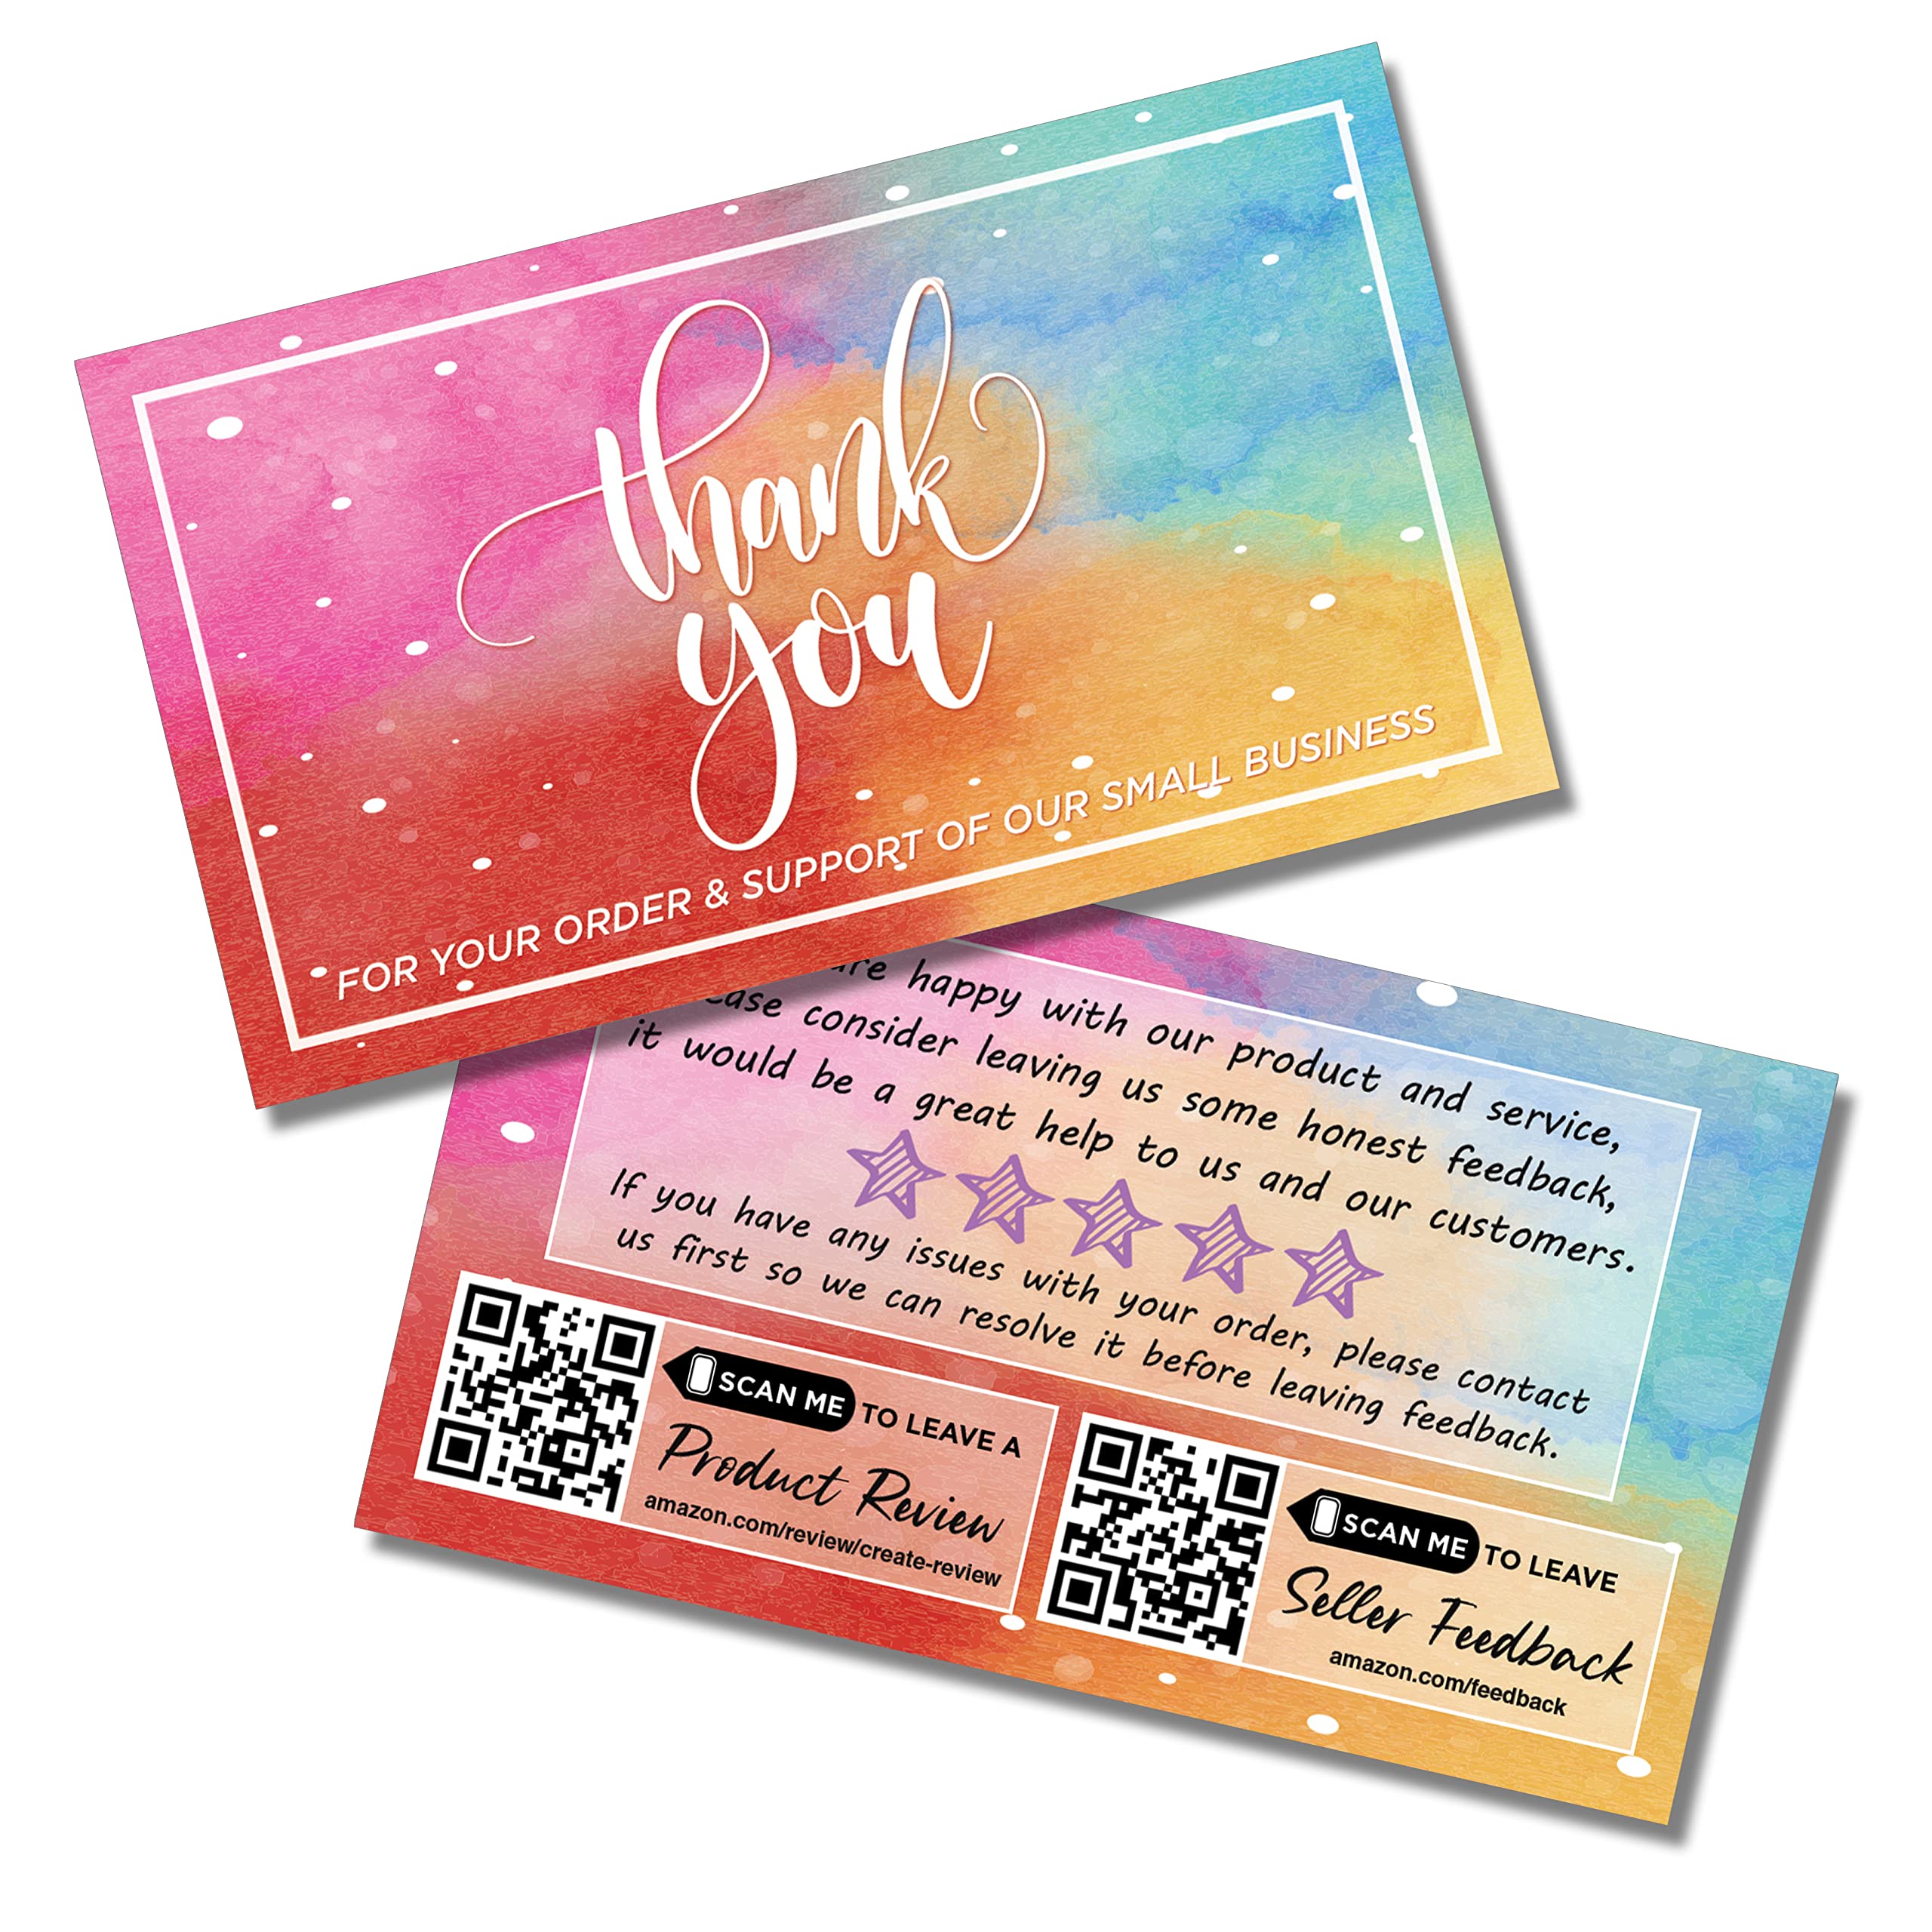 thank
you
FOR YOUR ORDER & SUPPORT OF OUR SMALL BUSINESS
happy with our product and service,
consider leaving us some honest feedback,
it would be a great help to us and our customers.
If you have any issues with your order, please contact
us first so we can resolve it before leaving feedback.
SCAN ME TO LEAVE A
Product Review
amazon.com/review/create-review
SCAN ME TO LEAVE
Seller Feedback
amazon.com/feedback